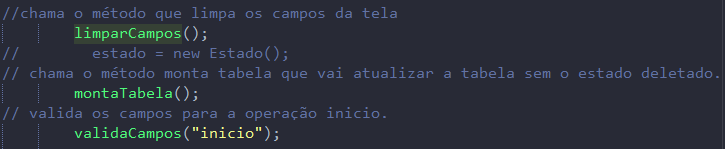 //chama o método que limpa os campos da tela
limparCampos();
// estado = new Estado();
// chama o método monta tabela que vai atualizar a tabela sem o estado deletado.
montaTabela();
// valida os campos para a operação inicio.
validaCampos("inicio");